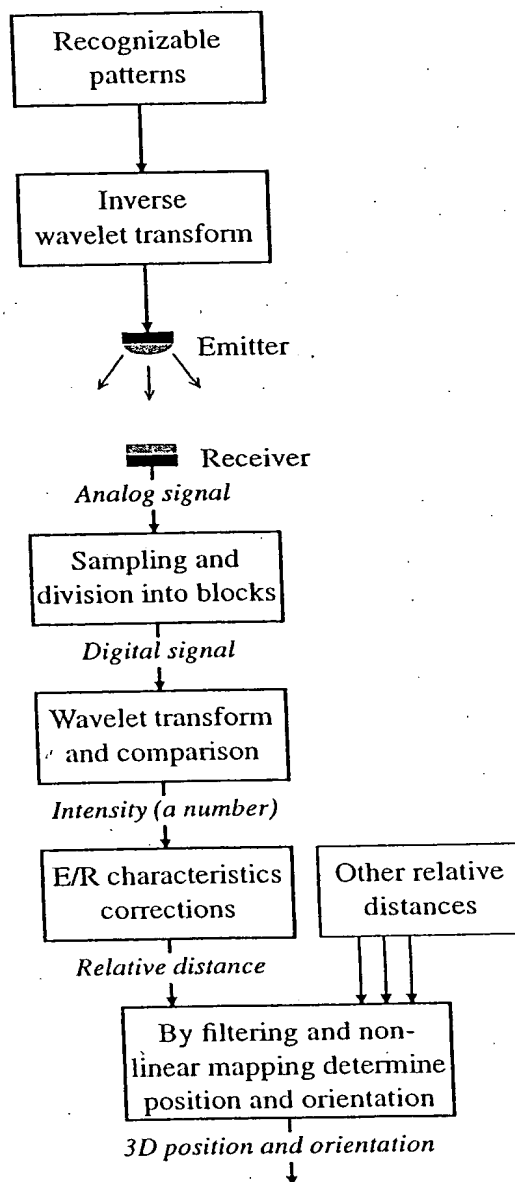 Recognizable
patterns
Inverse
wavelet transform
Emitter
Receiver
Analog signal
Sampling and
division into blocks
Digital signal
Wavelet transform
and comparison
Intensity (a number)
E/R characteristics
corrections
Other relative
distances
Relative distance
By filtering and non-
linear mapping determine
position and orientation
3D position and orientation